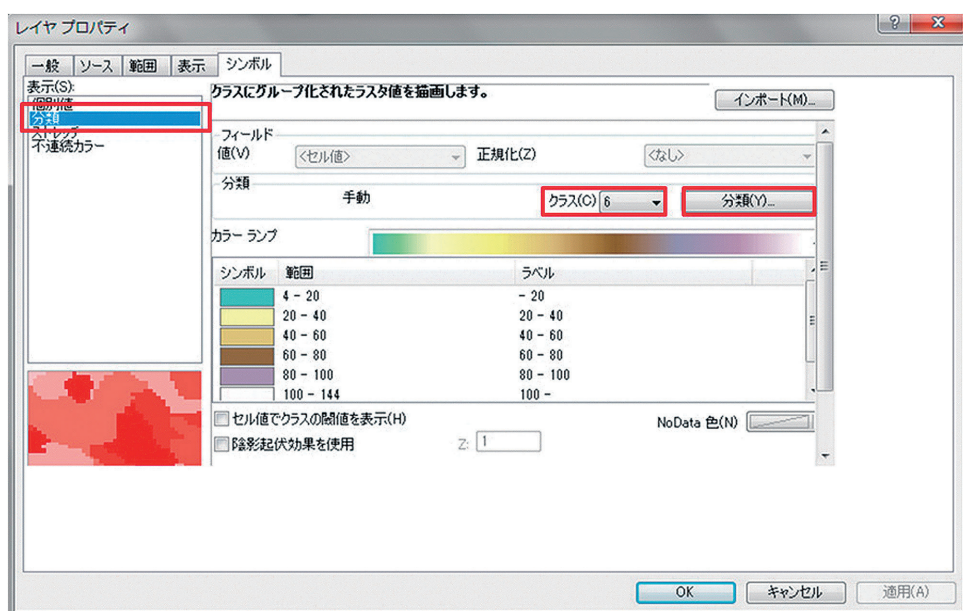 レイヤ プロパティ
一般 ソース 範囲 表示 シンボル
表示(S):
個別値
分類
ストレッチ
不連続カラー
クラスにグループ化されたラスタ値を描画します。
インポート(M)...
フィールド
値(V) <セル値> 正規化(Z) <なし>
分類
手動 クラス(C) 6 分類(Y)...
カラー ランプ
シンボル 範囲 ラベル
4 - 20 - 20
20 - 40 20 - 40
40 - 60 40 - 60
60 - 80 60 - 80
80 - 100 80 - 100
100 - 144 100 -
セル値でクラスの閾値を表示(H) NoData 色(N)
陰影起伏効果を使用 Z: 1
OK キャンセル 適用(A)